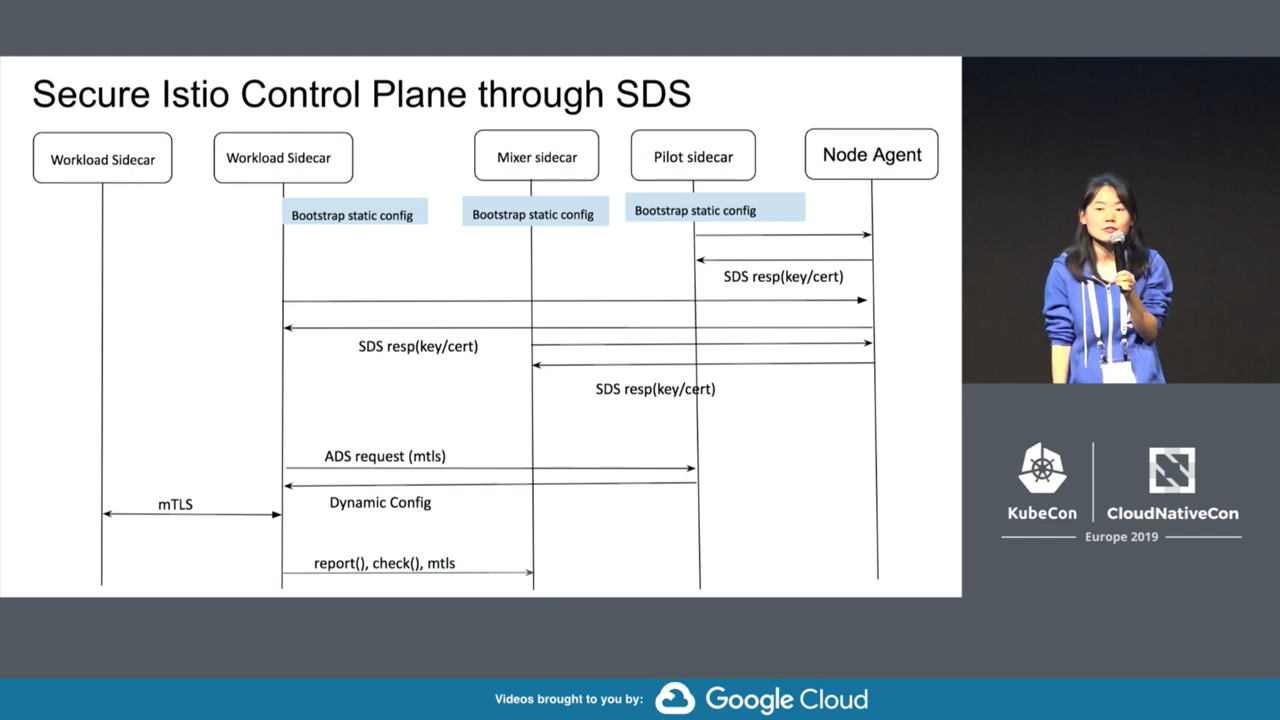 Secure Istio Control Plane through SDS
Workload Sidecar
Workload Sidecar
Mixer sidecar
Pilot sidecar
Node Agent
Bootstrap static config
Bootstrap static config
Bootstrap static config
SDS resp(key/cert)
SDS resp(key/cert)
SDS resp(key/cert)
ADS request (mtls)
Dynamic Config
mTLS
report(), check(), mtls
KubeCon
CloudNativeCon
Europe 2019
Videos brought to you by:
Google Cloud